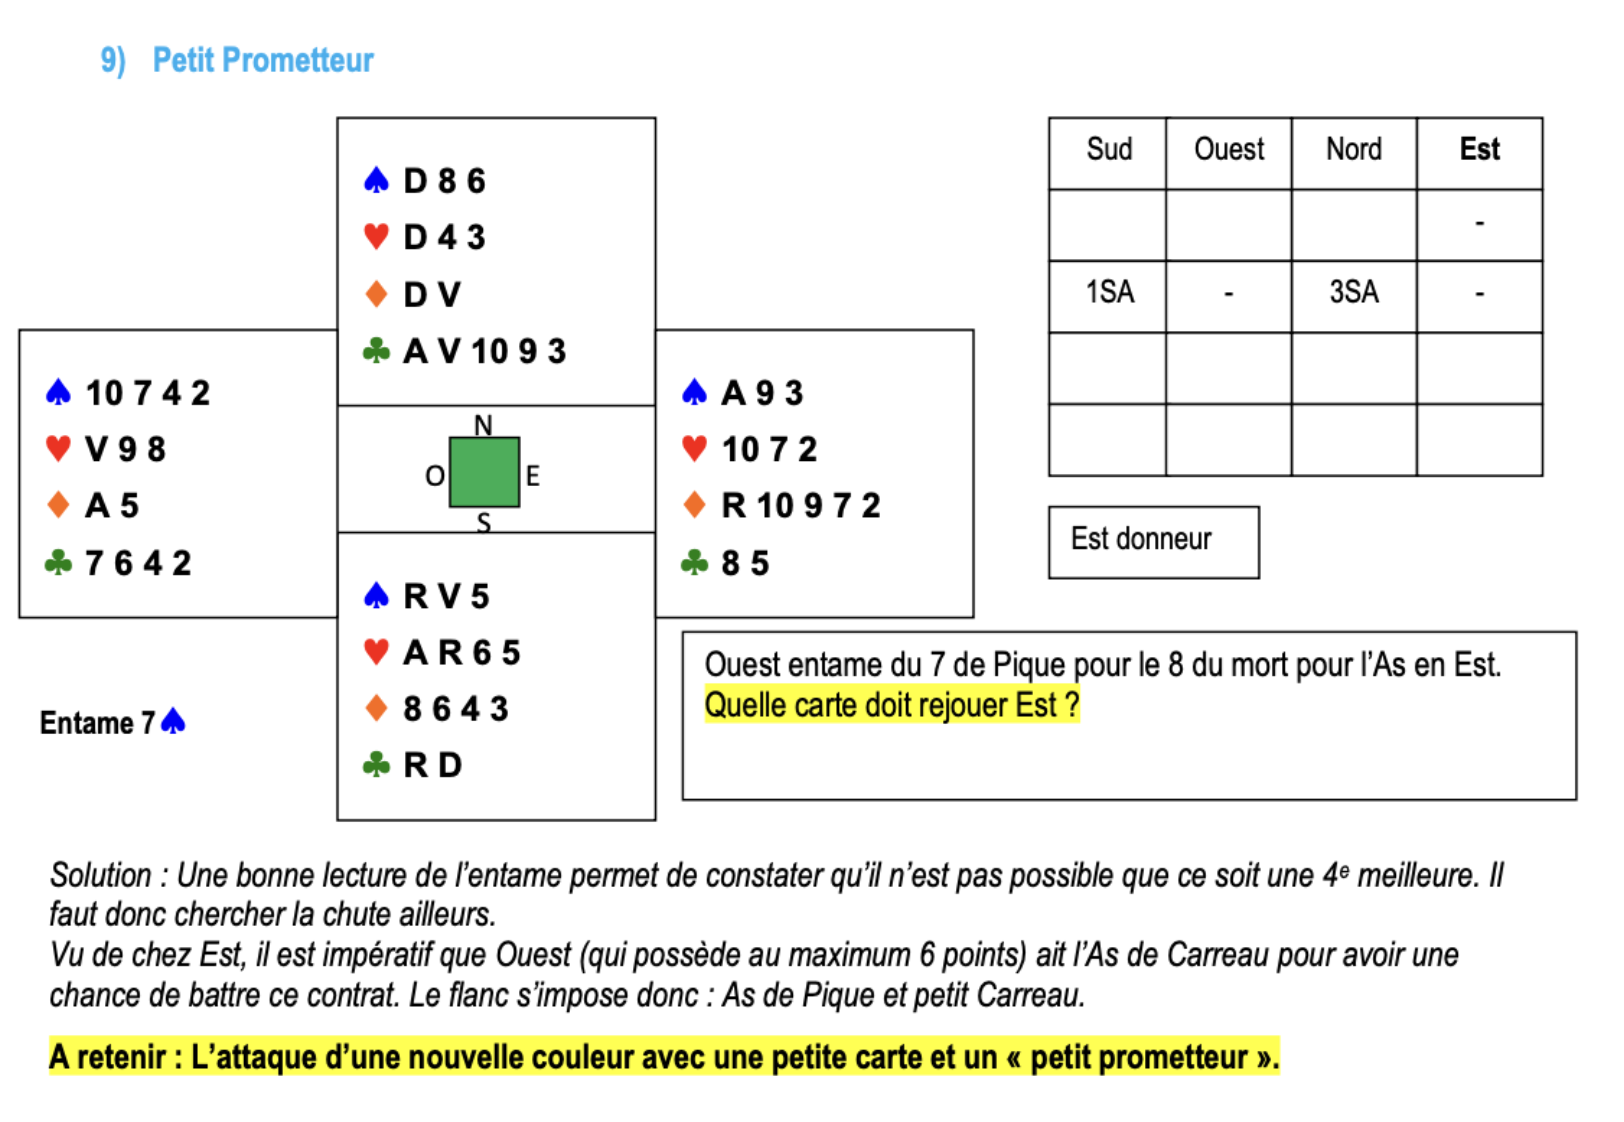 9) Petit Prometteur
♠ D 8 6
♥ D 4 3
♦ D V
♣ A V 10 9 3
Sud Ouest Nord Est
-
1SA - 3SA -
♠ 10 7 4 2
♥ V 9 8
♦ A 5
♣ 7 6 4 2
N
O E
S
♠ A 9 3
♥ 10 7 2
♦ R 10 9 7 2
♣ 8 5
Est donneur
♠ R V 5
♥ A R 6 5
♦ 8 6 4 3
♣ R D
Entame 7 ♠
Ouest entame du 7 de Pique pour le 8 du mort pour l'As en Est.
Quelle carte doit rejouer Est ?
Solution : Une bonne lecture de l'entame permet de constater qu'il n'est pas possible que ce soit une 4e meilleure. Il
faut donc chercher la chute ailleurs.
Vu de chez Est, il est impératif que Ouest (qui possède au maximum 6 points) ait l'As de Carreau pour avoir une
chance de battre ce contrat. Le flanc s'impose donc : As de Pique et petit Carreau.
A retenir : L'attaque d'une nouvelle couleur avec une petite carte et un « petit prometteur ».